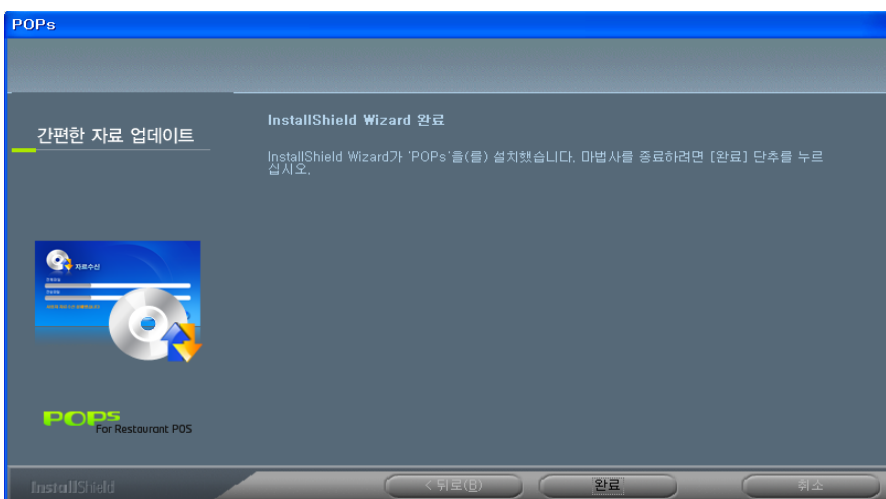 POPs
간편한 자료 업데이트
InstallShield Wizard 완료
InstallShield Wizard가 'POPs'을(를) 설치했습니다. 마법사를 종료하려면 [완료] 단추를 누르
십시오.
자료수신
POPs
For Restaurant POS
InstallShield
< 뒤로(B)
완료
취소